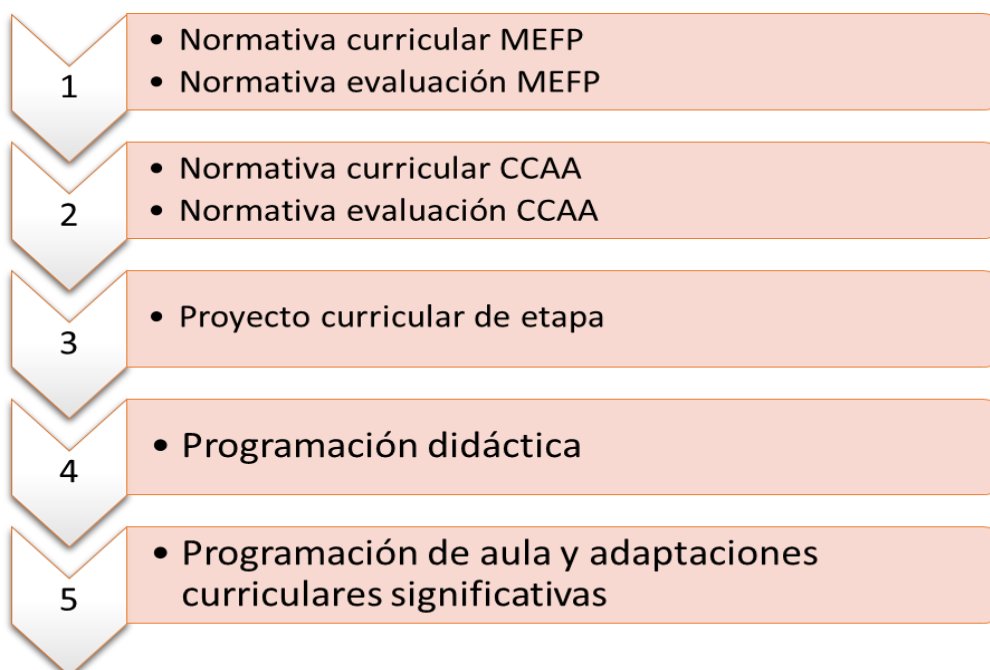 1
• Normativa curricular MEFP
• Normativa evaluación MEFP
2
• Normativa curricular CCAA
• Normativa evaluación CCAA
3
• Proyecto curricular de etapa
4
• Programación didáctica
5
• Programación de aula y adaptaciones
curriculares significativas